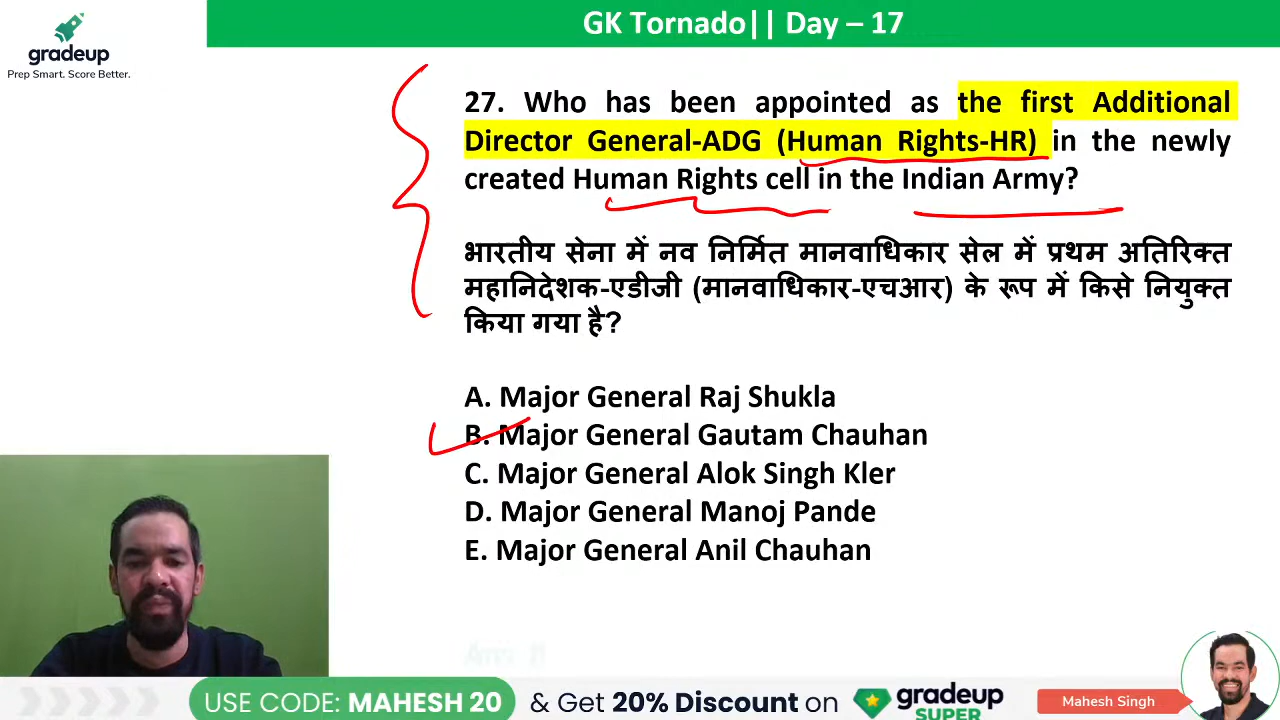 GK Tornado|| Day – 17
gradeup
Prep Smart. Score Better.
27. Who has been appointed as the first Additional
Director General-ADG (Human Rights-HR) in the newly
created Human Rights cell in the Indian Army?
भारतीय सेना में नव निर्मित मानवाधिकार सेल में प्रथम अतिरिक्त
महानिदेशक-एडीजी (मानवाधिकार-एचआर) के रूप में किसे नियुक्त
किया गया है?
A. Major General Raj Shukla
B. Major General Gautam Chauhan
C. Major General Alok Singh Kler
D. Major General Manoj Pande
E. Major General Anil Chauhan
USE CODE: MAHESH 20 & Get 20% Discount on gradeup
SUPER
Mahesh Singh